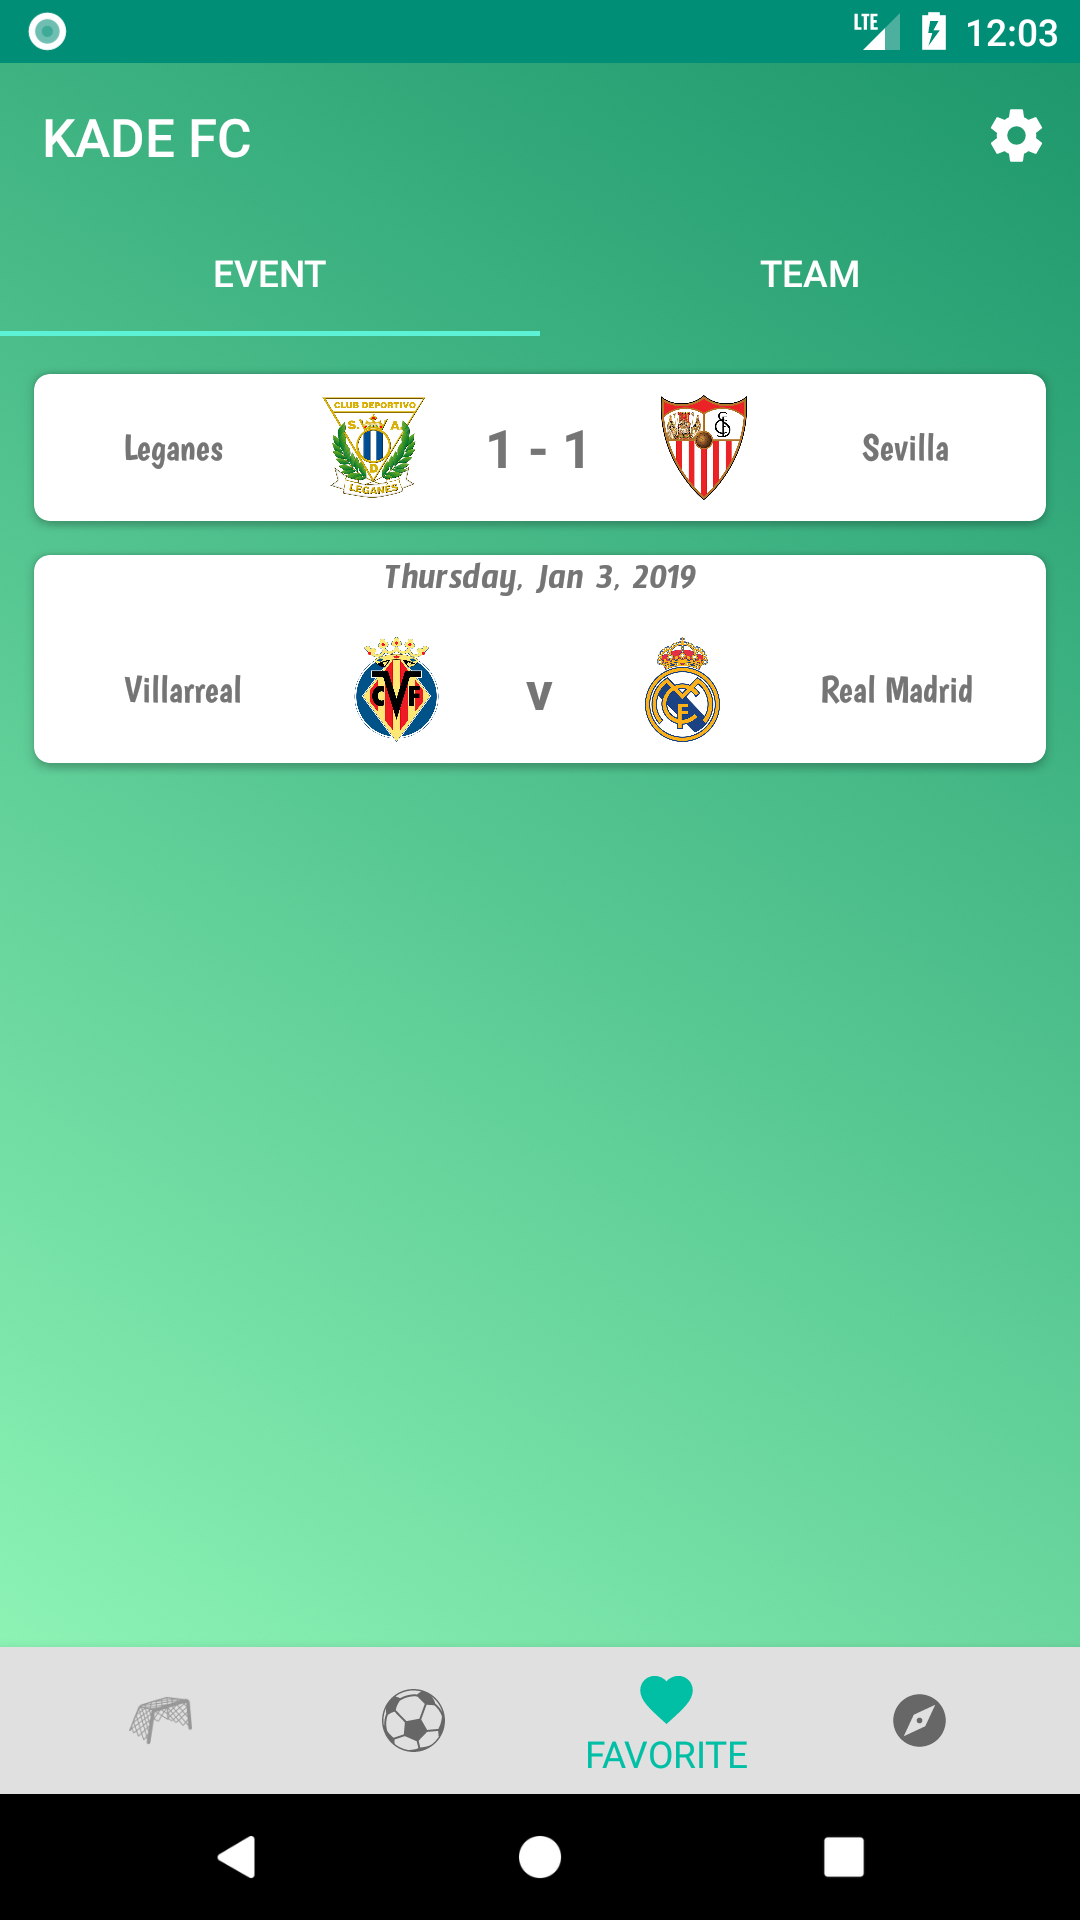 LTE 12:03
KADE FC
EVENT TEAM
CLUB DEPORTIVO
S. A.
D
LEGANES
Leganes 1 - 1 Sevilla
Thursday, Jan 3, 2019
CVF
Villarreal v Real Madrid
FAVORITE